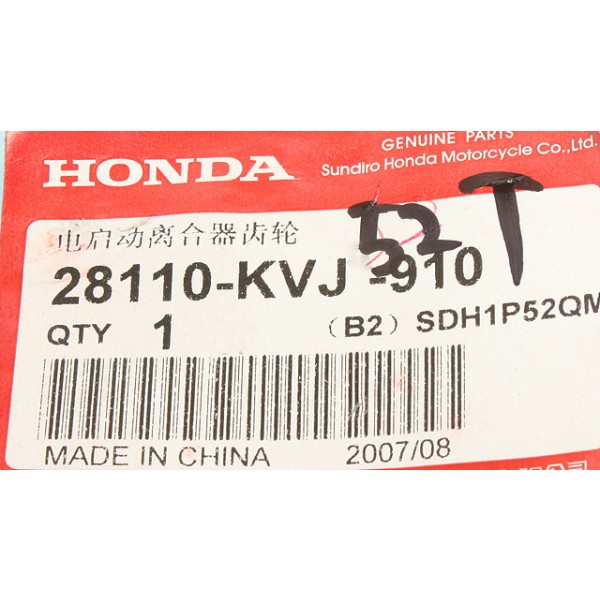 GENUINE PARTS
HONDA
Sundiro Honda Motorcycle Co.,Ltd.
52 T
电启动离合器齿轮
28110-KVJ -910
QTY 1 (B2) SDH1P52QM
MADE IN CHINA 2007/08